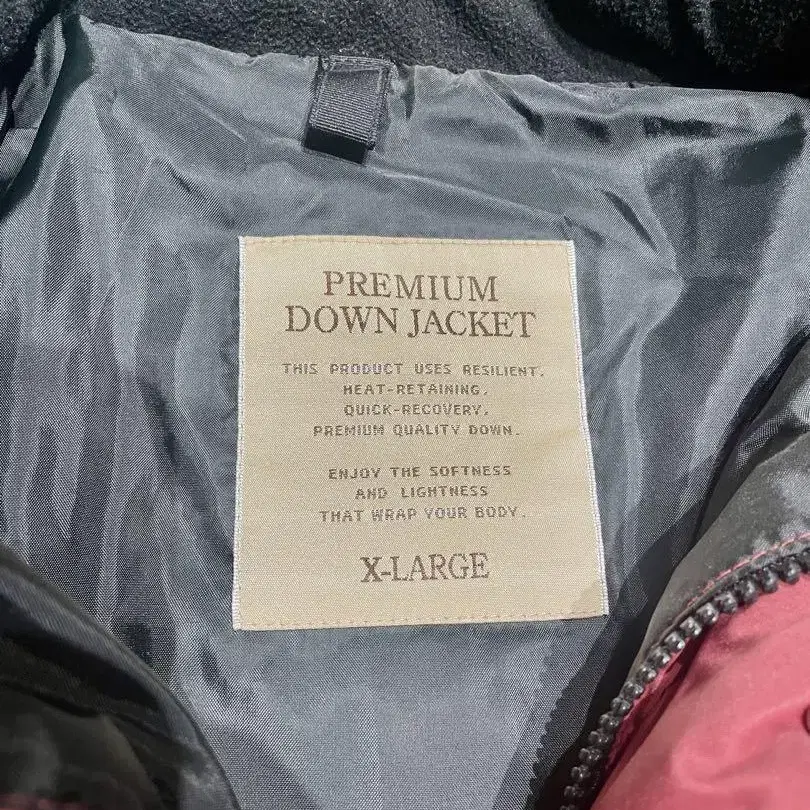 PREMIUM
DOWN JACKET
THIS PRODUCT USES RESILIENT.
HEAT-RETAINING.
QUICK-RECOVERY.
PREMIUM QUALITY DOWN.
ENJOY THE SOFTNESS
AND LIGHTNESS
THAT WRAP YOUR BODY.
X-LARGE